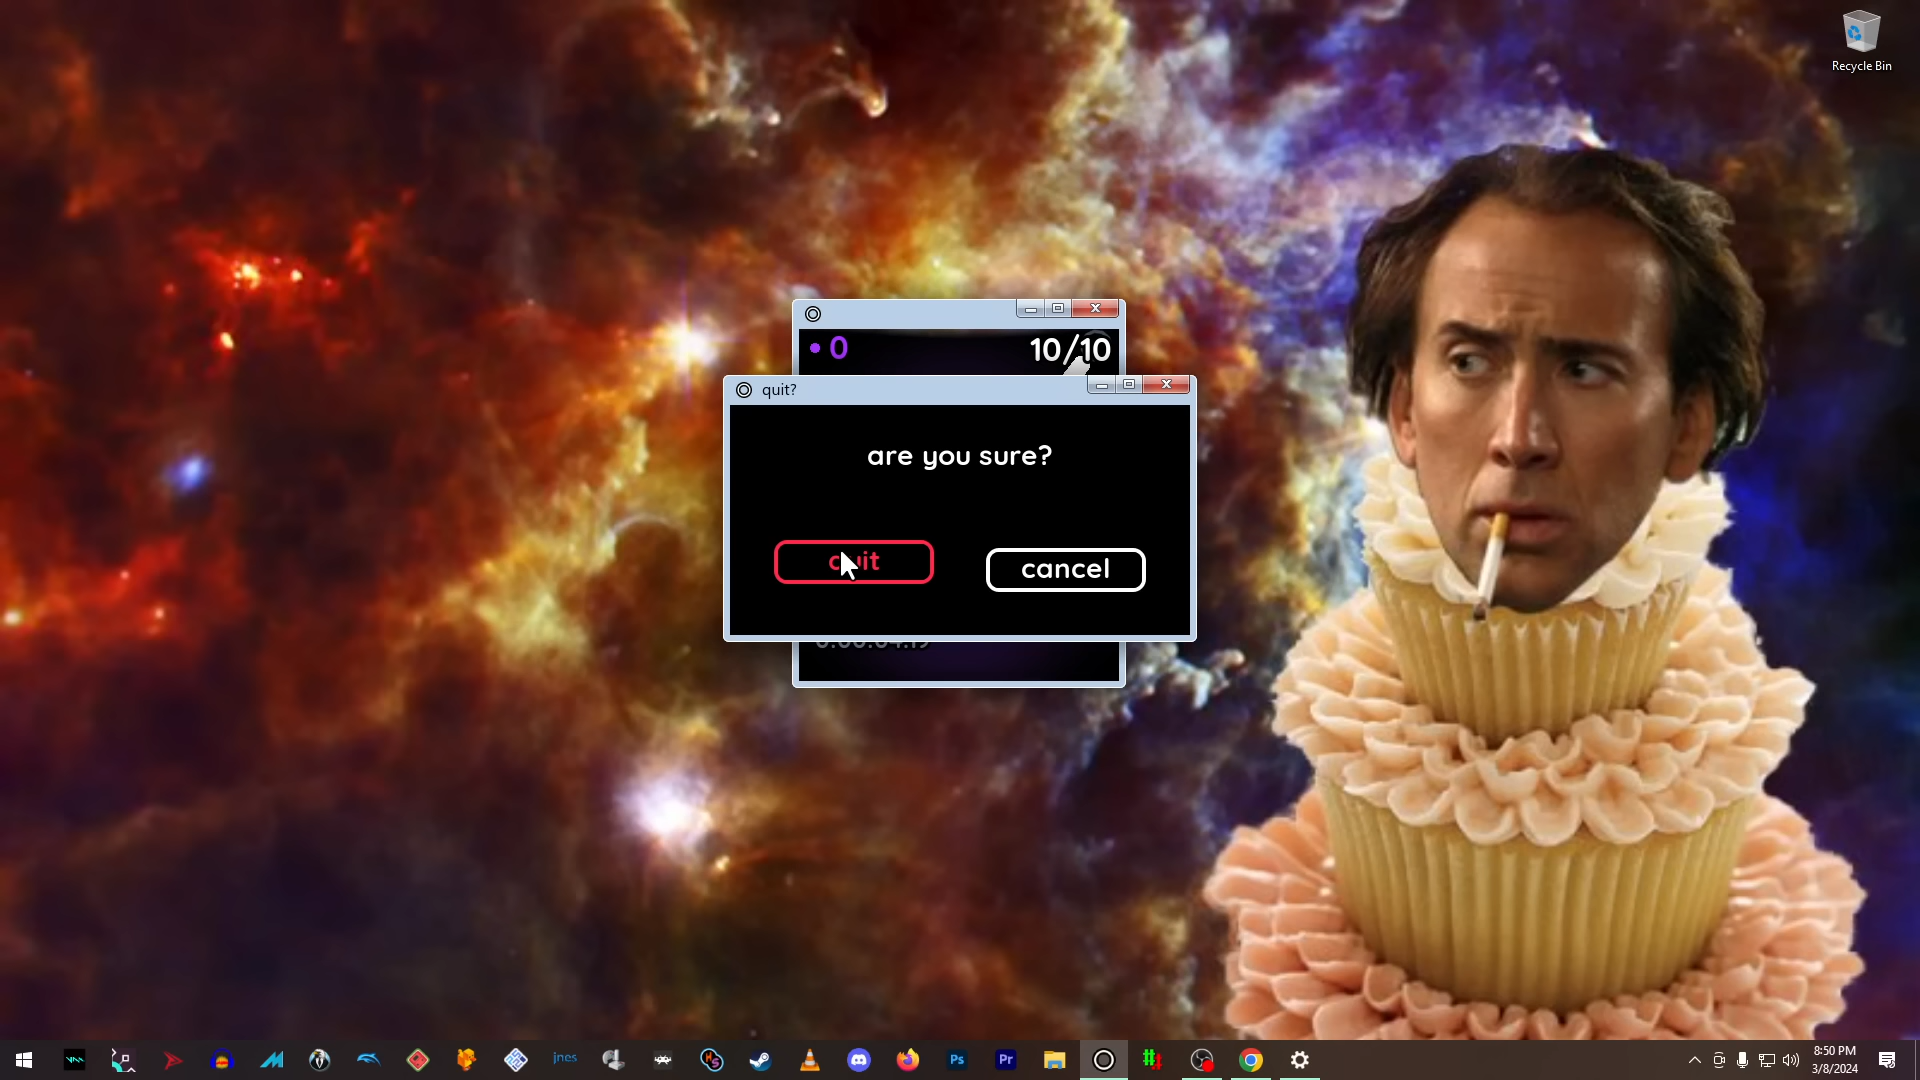 Recycle Bin
0
10/10
quit?
are you sure?
quit
cancel
jnes
Ps
Pr
8:50 PM
3/8/2024